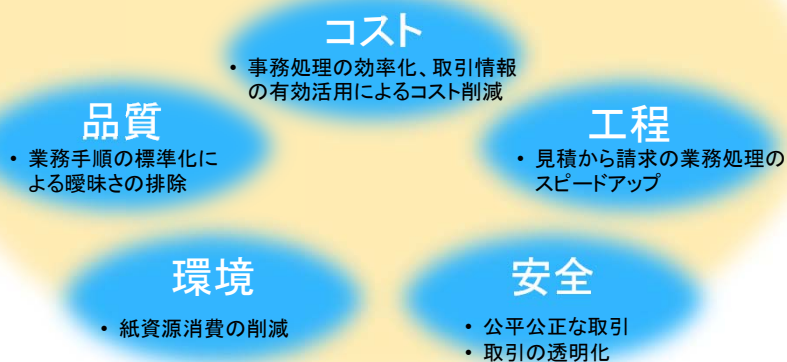 コスト
• 事務処理の効率化、取引情報
の有効活用によるコスト削減
品質
• 業務手順の標準化に
よる曖昧さの排除
工程
• 見積から請求の業務処理の
スピードアップ
環境
• 紙資源消費の削減
安全
• 公平公正な取引
• 取引の透明化